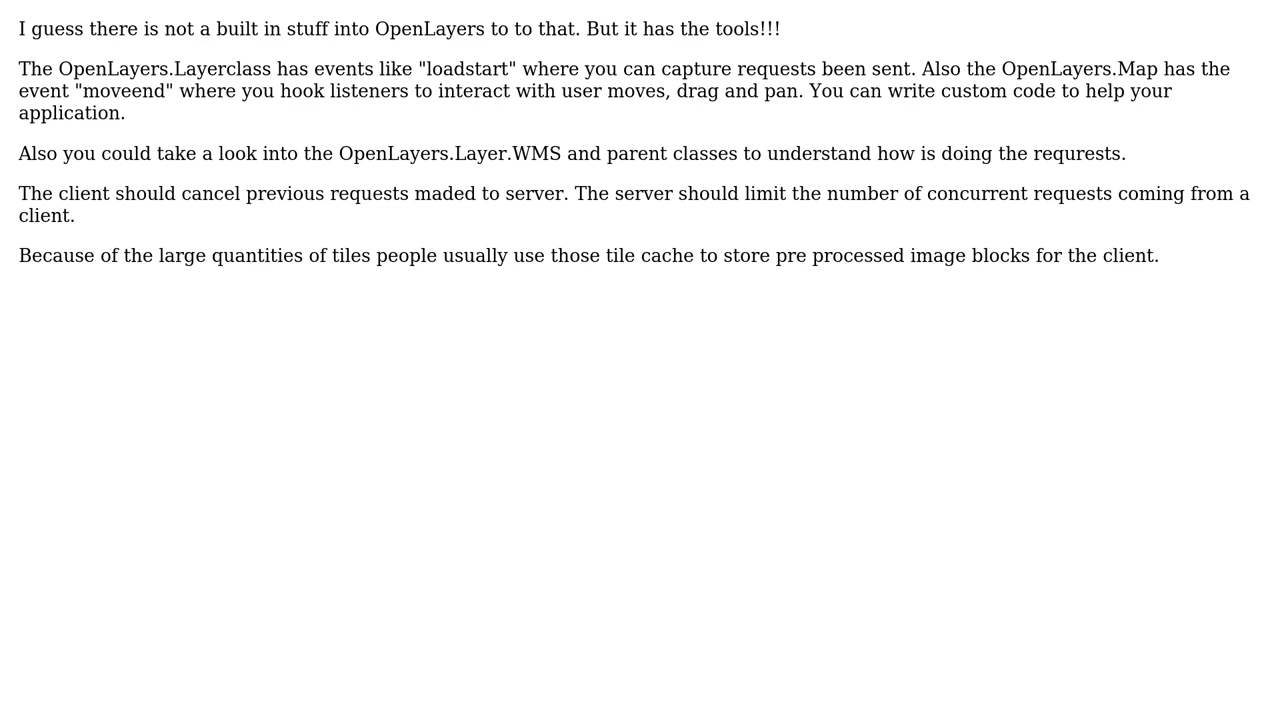 I guess there is not a built in stuff into OpenLayers to to that. But it has the tools!!!
The OpenLayers.Layerclass has events like "loadstart" where you can capture requests been sent. Also the OpenLayers.Map has the
event "moveend" where you hook listeners to interact with user moves, drag and pan. You can write custom code to help your
application.
Also you could take a look into the OpenLayers.Layer.WMS and parent classes to understand how is doing the requrests.
The client should cancel previous requests maded to server. The server should limit the number of concurrent requests coming from a
client.
Because of the large quantities of tiles people usually use those tile cache to store pre processed image blocks for the client.